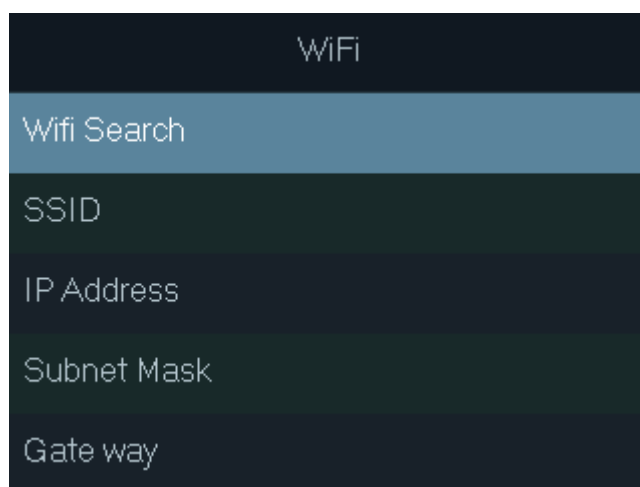 WiFi
Wifi Search
SSID
IP Address
Subnet Mask
Gate way